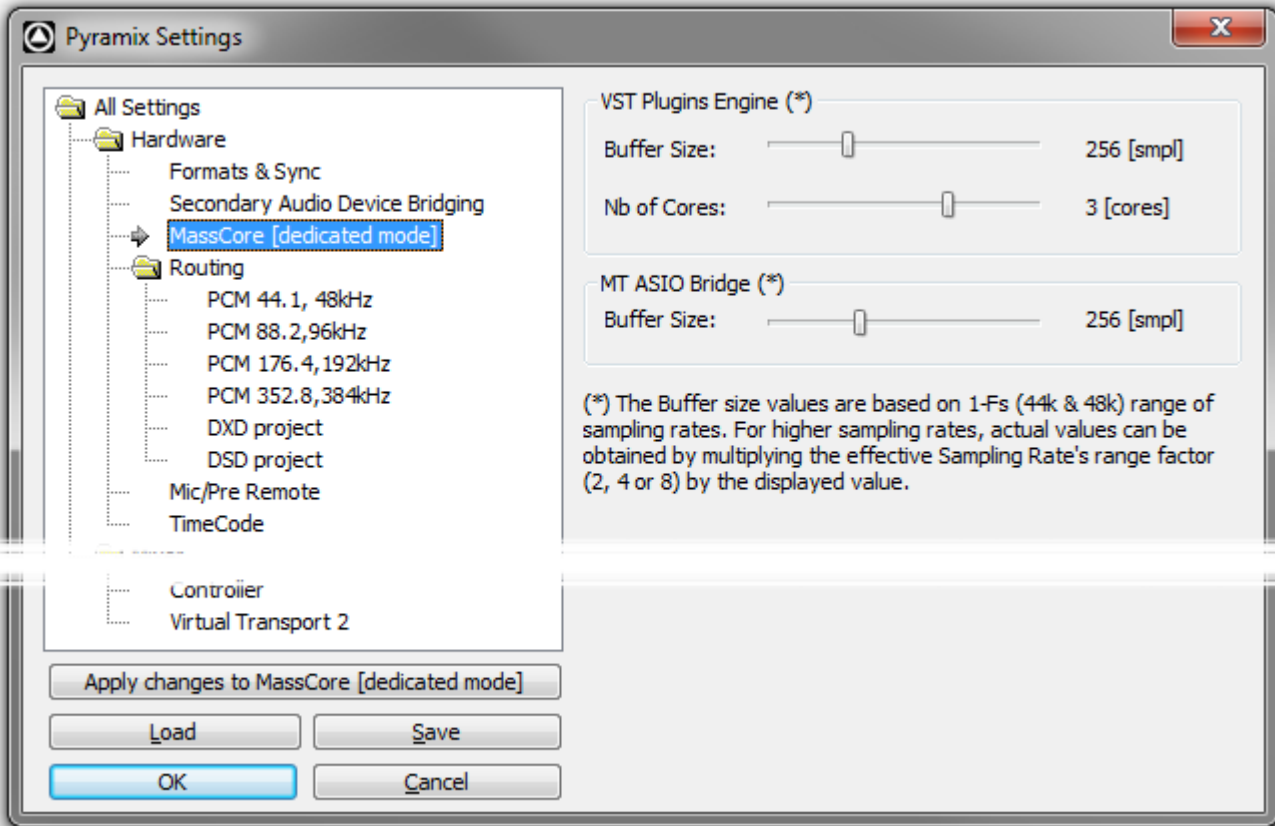 Pyramix Settings
All Settings
Hardware
Formats & Sync
Secondary Audio Device Bridging
MassCore [dedicated mode]
Routing
PCM 44.1, 48kHz
PCM 88.2,96kHz
PCM 176.4,192kHz
PCM 352.8,384kHz
DXD project
DSD project
Mic/Pre Remote
TimeCode
Controller
Virtual Transport 2
Apply changes to MassCore [dedicated mode]
Load Save
OK Cancel
VST Plugins Engine (*)
Buffer Size: 256 [smpl]
Nb of Cores: 3 [cores]
MT ASIO Bridge (*)
Buffer Size: 256 [smpl]
(*) The Buffer size values are based on 1-Fs (44k & 48k) range of
sampling rates. For higher sampling rates, actual values can be
obtained by multiplying the effective Sampling Rate's range factor
(2, 4 or 8) by the displayed value.